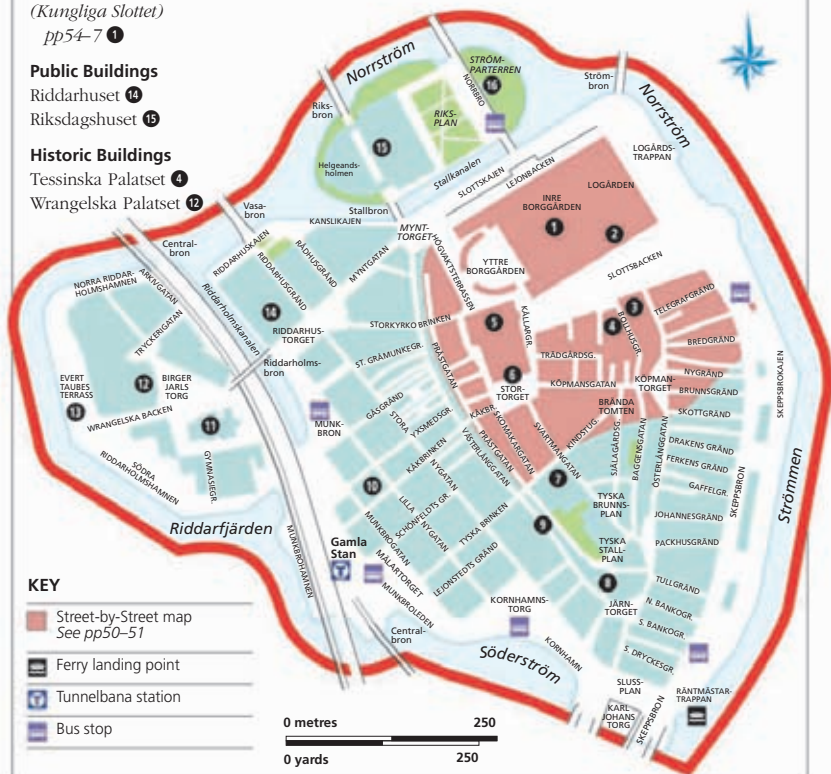 (Kungliga Slottet)
pp54–7 1
Public Buildings
Riddarhuset 14
Riksdagshuset 15
Historic Buildings
Tessinska Palatset 4
Wrangelska Palatset 12
Norrström
STRÖM-
PARTERREN
16
NORRBRO
Ström-
bron
Norrström
Riks-
bron
RIKS-
PLAN
15
Helgeands-
holmen
Stallkanalen
LOGÅRDS-
TRAPPAN
SLOTTSKAJEN
LEJONBACKEN
LOGÅRDEN
INRE
BORGGÅRDEN
1
2
Vasa-
bron
Stallbron
KANSLIKAJEN
MYNT-
TORGET
HÖGVAKTSTERRASSEN
YTTRE
BORGGÅRDEN
SLOTTSBACKEN
Central-
bron
RIDDARHUSKAJEN
RIDDARHUSGRÄND
RÅDHUSGRÄND
MYNTGATAN
NORRA RIDDAR-
HOLMSHAMNEN
ARKIVGATAN
TRYCKERIGATAN
Riddarholmskanalen
14
RIDDARHUS-
TORGET
STORKYRKO BRINKEN
5
KÄLLARGR.
3
4
BOLLHUSGR.
TELEGRAFGRÄND
BREDGRÄND
Riddarholms-
bron
ST. GRÅMUNKEGR.
PRÄSTGATAN
6
STOR-
TORGET
TRÄDGÅRDSG.
KÖPMANGATAN
KÖPMAN-
TORGET
NYGRÄND
BRUNNSGRÄND
SKEPPSBROKAJEN
EVERT
TAUBES
TERRASS
13
12
BIRGER
JARLS
TORG
WRANGELSKA BACKEN
11
GYMNASIEGR.
SÖDRA
RIDDARHOLMSHAMNEN
MUNK-
BRON
GÅSGRÄND
STORA
YXSMEDSGR.
KÅKBR.
SKOMAKARGATAN
PRÄSTGATAN
VÄSTERLÅNGGATAN
SVARTMANGATAN
KINDSTUG.
BRÄNDA
TOMTEN
SJÄLAGÅRDSG.
BAGGENSGATAN
ÖSTERLÅNGGATAN
SKOTTGRÄND
DRAKENS GRÄND
FERKENS GRÄND
GAFFELGR.
KÅKBRINKEN
NYGATAN
10
LILLA
NYGATAN
SCHÖNFELDTS GR.
7
9
TYSKA
BRUNNS-
PLAN
JOHANNESGRÄND
SKEPPSBRON
Strömmen
Riddarfjärden
MUNKBROHAMNEN
Gamla
Stan
MUNKBROGATAN
MÄLARTORGET
MUNKBROLEDEN
TYSKA BRINKEN
LEJONSTEDTS GRÄND
TYSKA
STALL-
PLAN
PACKHUSGRÄND
8
TULLGRÄND
N. BANKOGR.
S. BANKOGR.
S. DRYCKESGR.
KORNHAMNS-
TORG
JÄRN-
TORGET
Central-
bron
Söderström
KORNHAMN
SLUSS-
PLAN
KARL
JOHANS
TORG
SKEPPSBRON
RÄNTMÄSTAR-
TRAPPAN
KEY
Street-by-Street map
See pp50–51
Ferry landing point
T Tunnelbana station
Bus stop
0 metres 250
0 yards 250